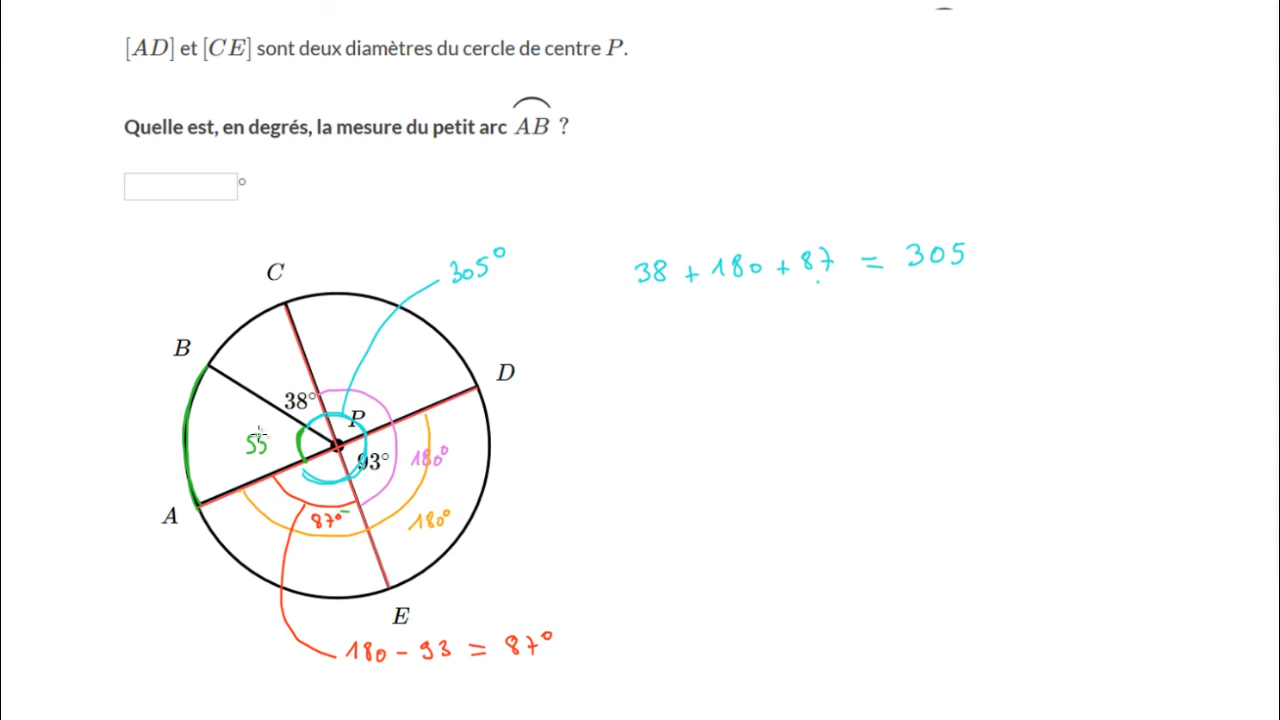 [AD] et [CE] sont deux diamètres du cercle de centre P.
Quelle est, en degrés, la mesure du petit arc AB ?
°
38 + 180 + 87 = 305
305°
C
B
D
38°
P
55
93°
180°
A
87°
180°
E
180 - 93 = 87°